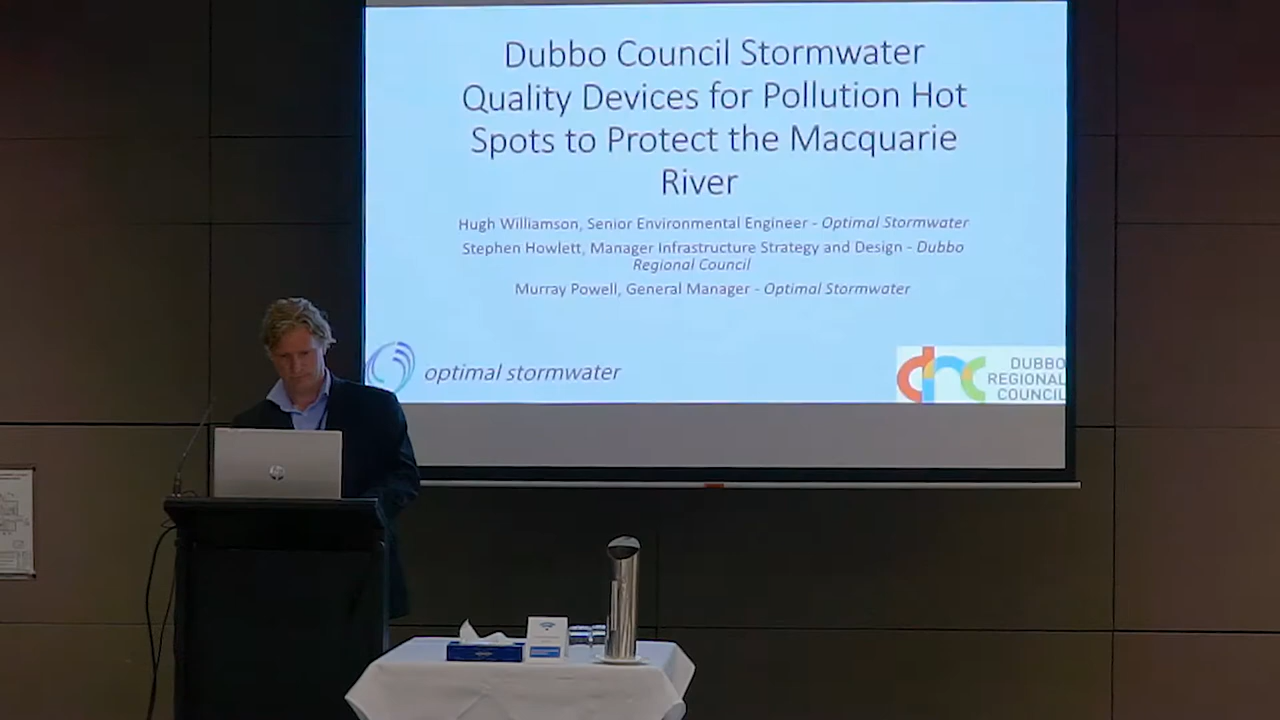 Dubbo Council Stormwater
Quality Devices for Pollution Hot
Spots to Protect the Macquarie
River
Hugh Williamson, Senior Environmental Engineer - Optimal Stormwater
Stephen Howlett, Manager Infrastructure Strategy and Design - Dubbo
Regional Council
Murray Powell, General Manager - Optimal Stormwater
optimal stormwater
drc
DUBBO
REGIONAL
COUNCIL
hp